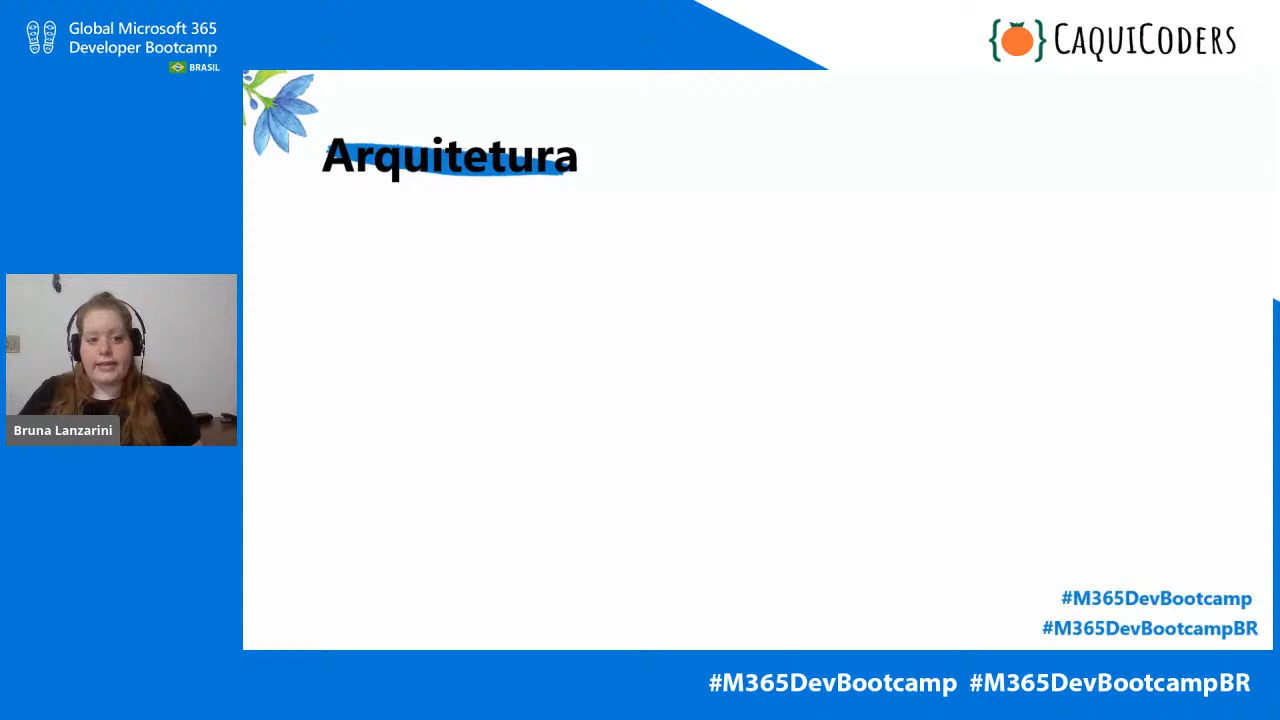 Global Microsoft 365
Developer Bootcamp
BRASIL
{ } CAQUICODERS
Arquitetura
Bruna Lanzarini
#M365DevBootcamp
#M365DevBootcampBR
#M365DevBootcamp #M365DevBootcampBR